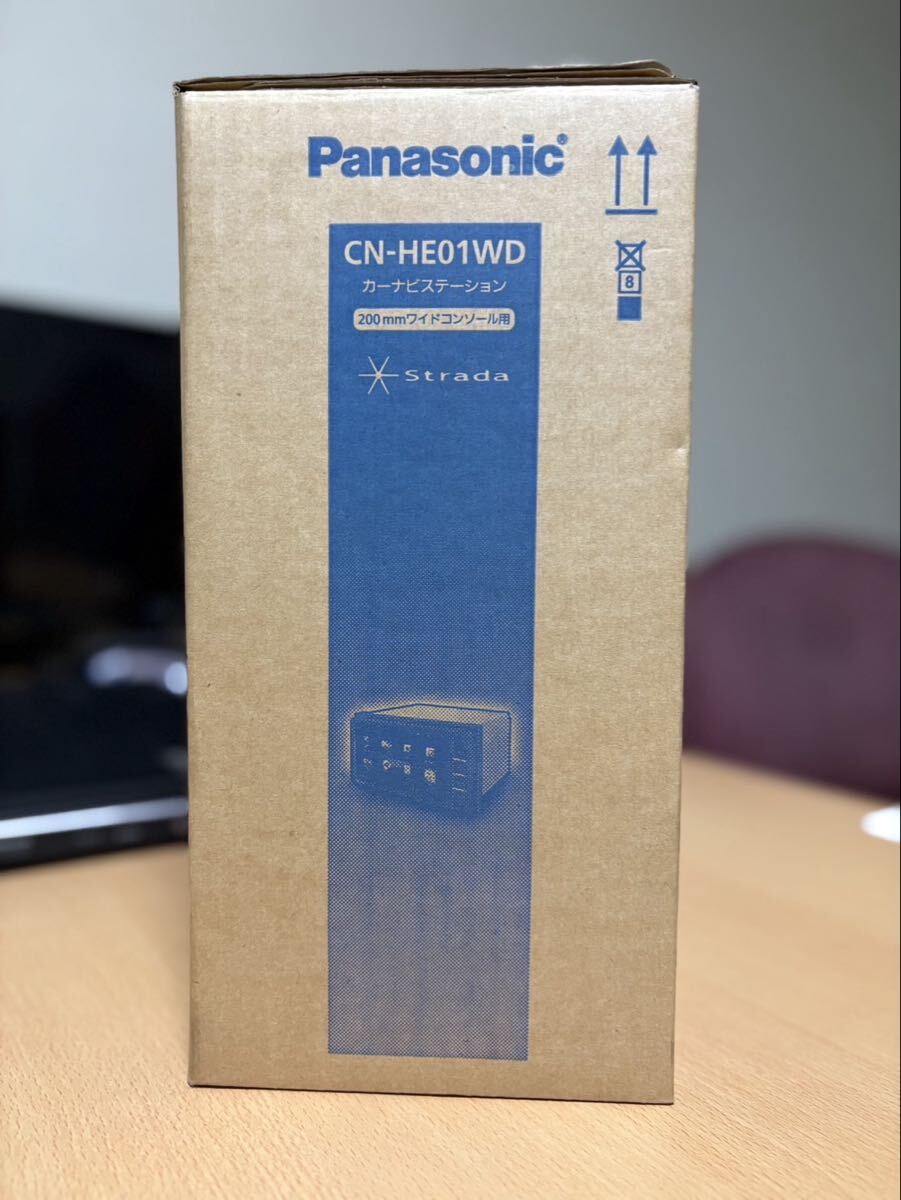 Panasonic®
CN-HE01WD
カーナビステーション
200mmワイドコンソール用
Strada
8